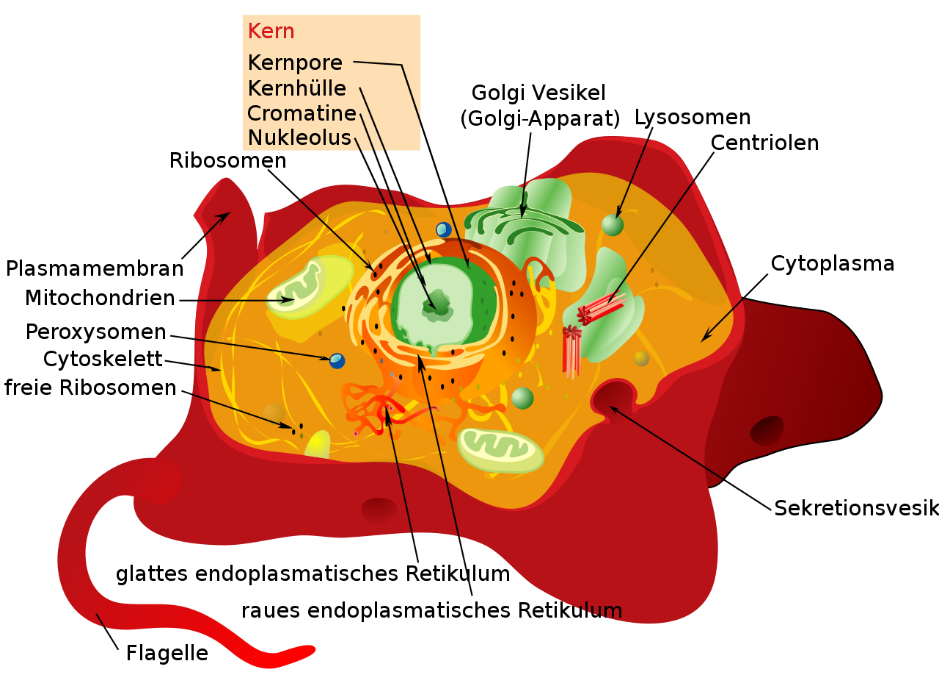 Kern
Kernpore
Kernhülle
Cromatine
Nukleolus
Golgi Vesikel
(Golgi-Apparat)
Lysosomen
Centriolen
Ribosomen
Cytoplasma
Plasmamembran
Mitochondrien
Peroxysomen
Cytoskelett
freie Ribosomen
Sekretionsvesik
glattes endoplasmatisches Retikulum
raues endoplasmatisches Retikulum
Flagelle